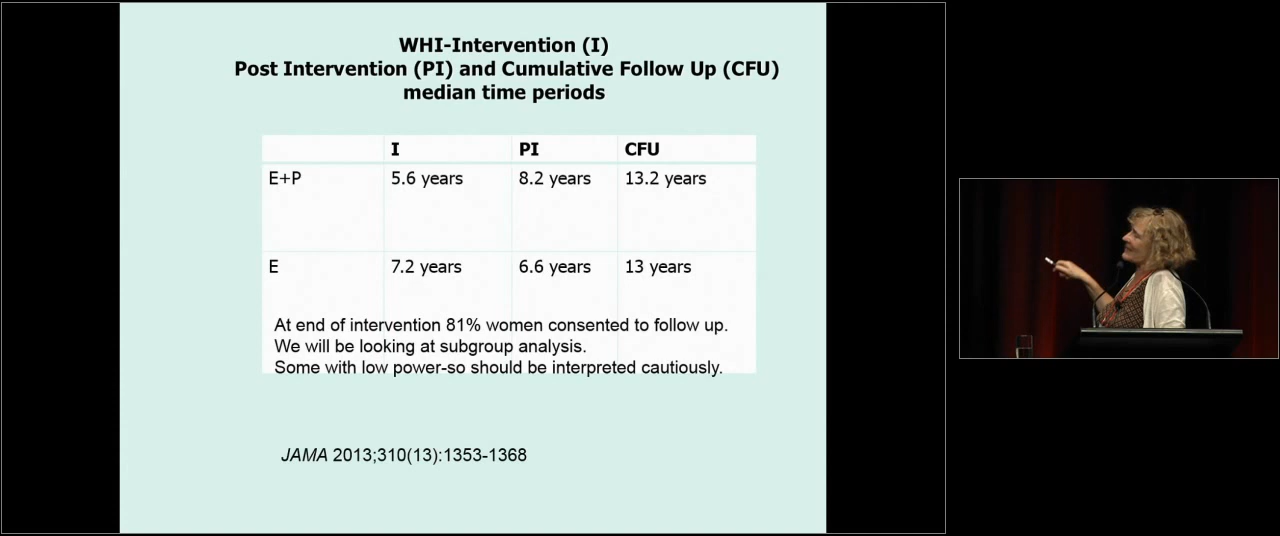 WHI-Intervention (I)
Post Intervention (PI) and Cumulative Follow Up (CFU)
median time periods
I PI CFU
E+P 5.6 years 8.2 years 13.2 years
E 7.2 years 6.6 years 13 years
At end of intervention 81% women consented to follow up.
We will be looking at subgroup analysis.
Some with low power-so should be interpreted cautiously.
JAMA 2013;310(13):1353-1368